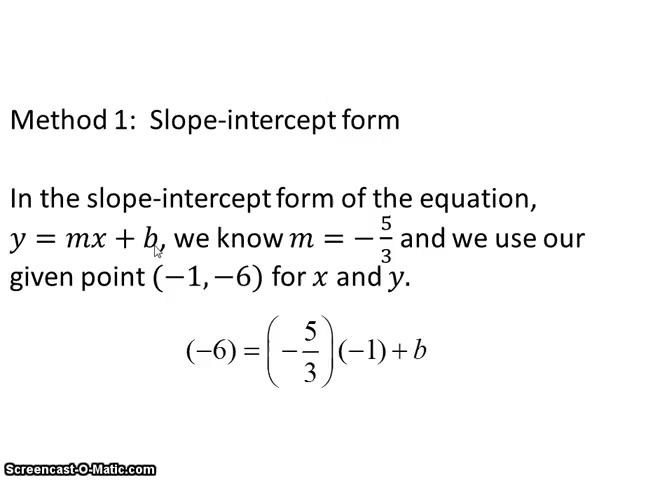 Method 1:  Slope-intercept form
In the slope-intercept form of the equation,
y = mx + b, we know m = −5/3 and we use our
given point (−1, −6) for x and y.
(−6) = (−5/3)(−1) + b
Screencast-O-Matic.com